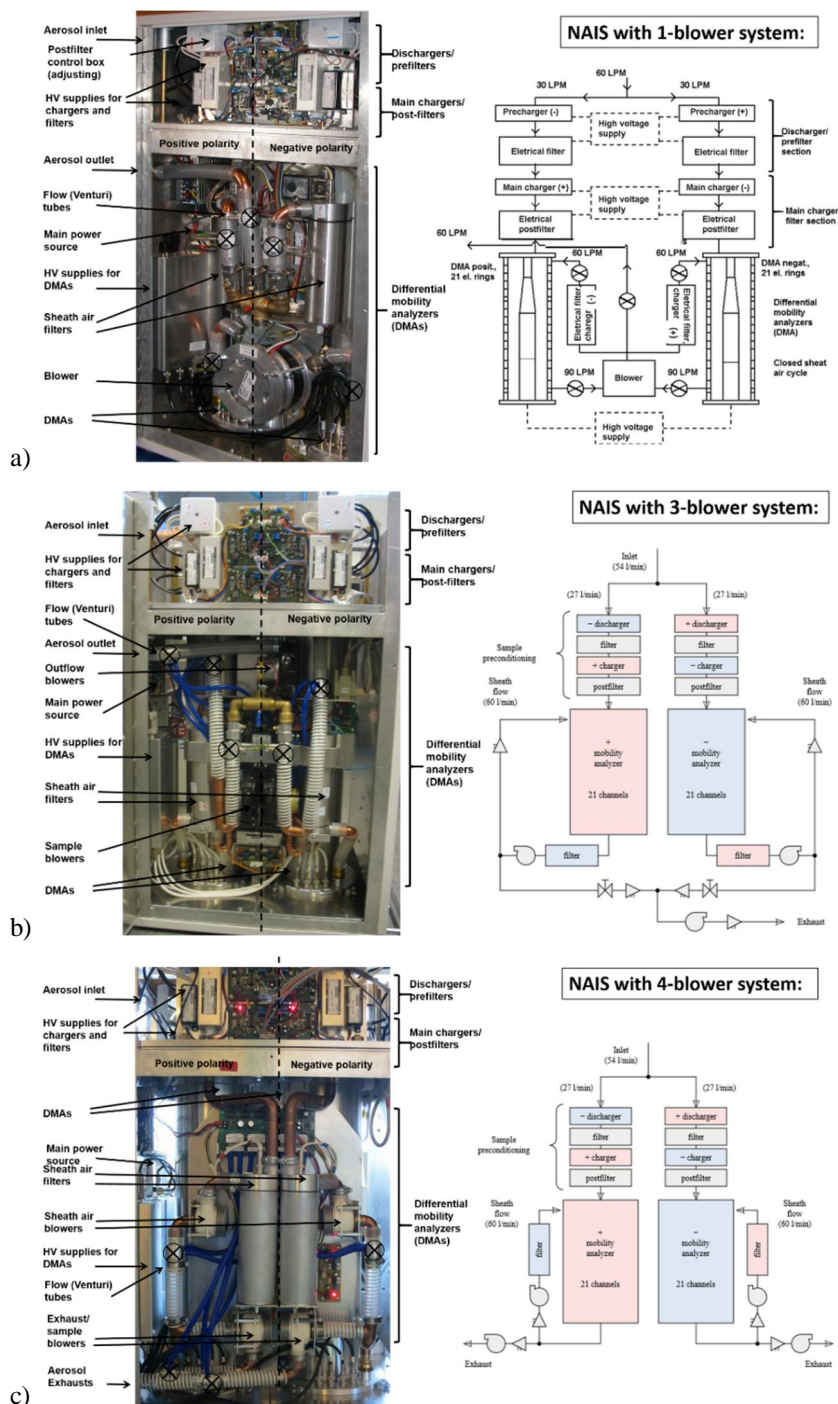 Aerosol inlet
Postfilter
control box
(adjusting)
HV supplies for
chargers and
filters
Positive polarity
Negative polarity
Aerosol outlet
Flow (Venturi)
tubes
Main power
source
HV supplies for
DMAs
Sheath air
filters
Blower
DMAs
Dischargers/
prefilters
Main chargers/
post-filters
Differential
mobility
analyzers
(DMAs)
a)
NAIS with 1-blower system:
60 LPM
30 LPM
30 LPM
Precharger (-)
Precharger (+)
High voltage
supply
Eletrical filter
Eletrical filter
Discharger/
prefilter
section
Main charger (+)
Main charger (-)
High voltage
supply
Eletrical
postfilter
Eletrical
postfilter
Main charger
filter section
60 LPM
60 LPM
60 LPM
DMA posit.,
21 el. rings
DMA negat.,
21 el. rings
Eletrical filter
charegr (-)
Eletrical filter,
charger (+)
Differential
mobility
analyzers
(DMA)
Closed sheat
air cycle
90 LPM
Blower
90 LPM
High voltage
supply
Aerosol inlet
HV supplies for
chargers and
filters
Flow (Venturi)
tubes
Positive polarity
Negative polarity
Aerosol outlet
Outflow
blowers
Main power
source
HV supplies for
DMAs
Sheath air
filters
Sample
blowers
DMAs
Dischargers/
prefilters
Main chargers/
post-filters
Differential
mobility
analyzers
(DMAs)
b)
NAIS with 3-blower system:
Inlet
(54 l/min)
(27 l/min)
(27 l/min)
Sample
preconditioning
− discharger
filter
+ charger
postfilter
+ discharger
filter
− charger
postfilter
Sheath
flow
(60 l/min)
Sheath
flow
(60 l/min)
+
mobility
analyzer
21 channels
−
mobility
analyzer
21 channels
filter
filter
Exhaust
Aerosol inlet
HV supplies for
chargers and
filters
Positive polarity
Negative polarity
DMAs
Main power
source
Sheath air
filters
Sheath air
blowers
HV supplies for
DMAs
Flow (Venturi)
tubes
Exhaust/
sample
blowers
Aerosol
Exhausts
Dischargers/
prefilters
Main chargers/
postfilters
Differential
mobility
analyzers
(DMAs)
c)
NAIS with 4-blower system:
Inlet
(54 l/min)
(27 l/min)
(27 l/min)
Sample
preconditioning
− discharger
filter
+ charger
postfilter
+ discharger
filter
− charger
postfilter
Sheath
flow
(60 l/min)
Sheath
flow
(60 l/min)
filter
+
mobility
analyzer
21 channels
−
mobility
analyzer
21 channels
filter
Exhaust
Exhaust